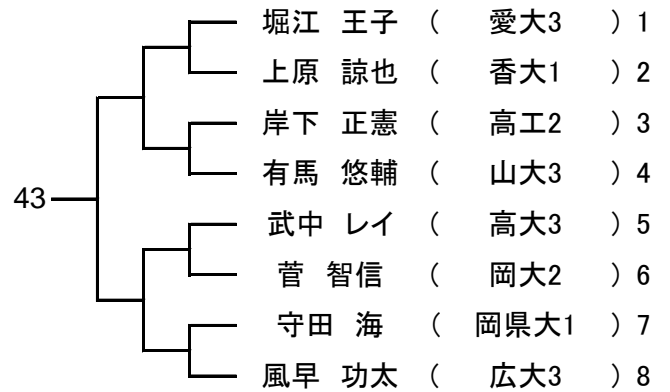 堀江 王子 ( 愛大3 ) 1
上原 諒也 ( 香大1 ) 2
岸下 正憲 ( 高工2 ) 3
有馬 悠輔 ( 山大3 ) 4
43
武中 レイ ( 高大3 ) 5
菅 智信 ( 岡大2 ) 6
守田 海 ( 岡県大1 ) 7
風早 功太 ( 広大3 ) 8